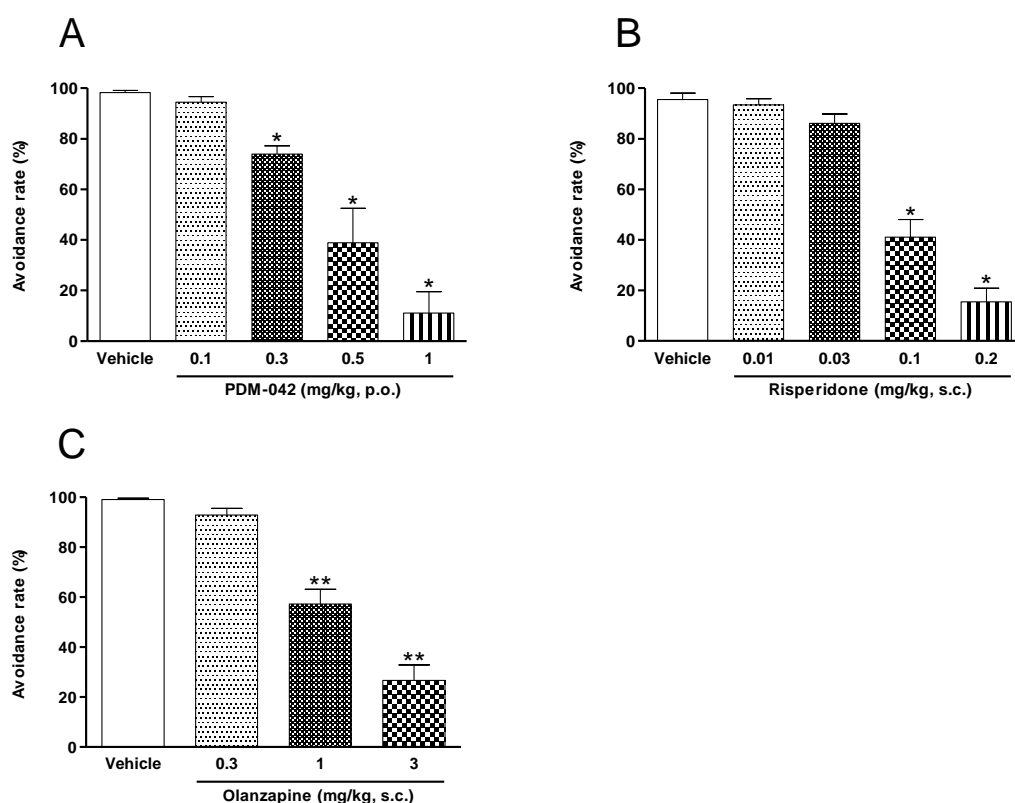 A
Avoidance rate (%)
100
80
60
40
20
0
*
*
*
Vehicle 0.1 0.3 0.5 1
PDM-042 (mg/kg, p.o.)
B
Avoidance rate (%)
100
80
60
40
20
0
*
*
Vehicle 0.01 0.03 0.1 0.2
Risperidone (mg/kg, s.c.)
C
Avoidance rate (%)
100
80
60
40
20
0
**
**
Vehicle 0.3 1 3
Olanzapine (mg/kg, s.c.)